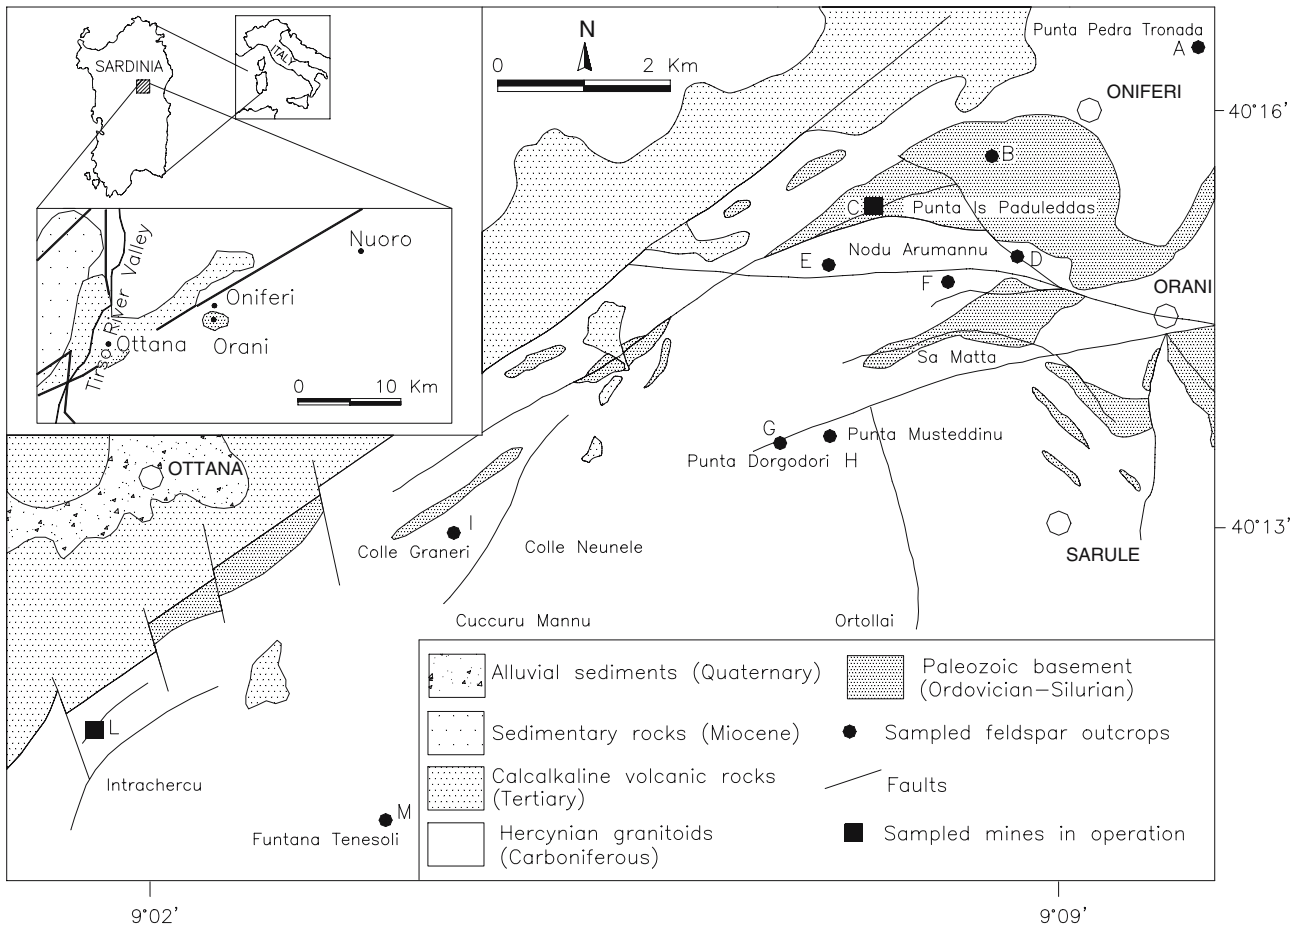 SARDINIA
ITALY
N
0 2 Km
Punta Pedra Tronada
A
ONIFERI
40°16'
B
C Punta Is Paduleddas
Nodu Arumannu
D
E
F
ORANI
Sa Matta
Tirso River Valley
Nuoro
Oniferi
Ottana
Orani
0 10 Km
G
Punta Musteddinu
Punta Dorgodori H
OTTANA
I
Colle Graneri
Colle Neunele
40°13'
SARULE
Cuccuru Mannu
Ortollai
L
Intrachercu
M
Funtana Tenesoli
Alluvial sediments (Quaternary)
Sedimentary rocks (Miocene)
Calcalkaline volcanic rocks
(Tertiary)
Hercynian granitoids
(Carboniferous)
Paleozoic basement
(Ordovician-Silurian)
Sampled feldspar outcrops
Faults
Sampled mines in operation
9°02'
9°09'